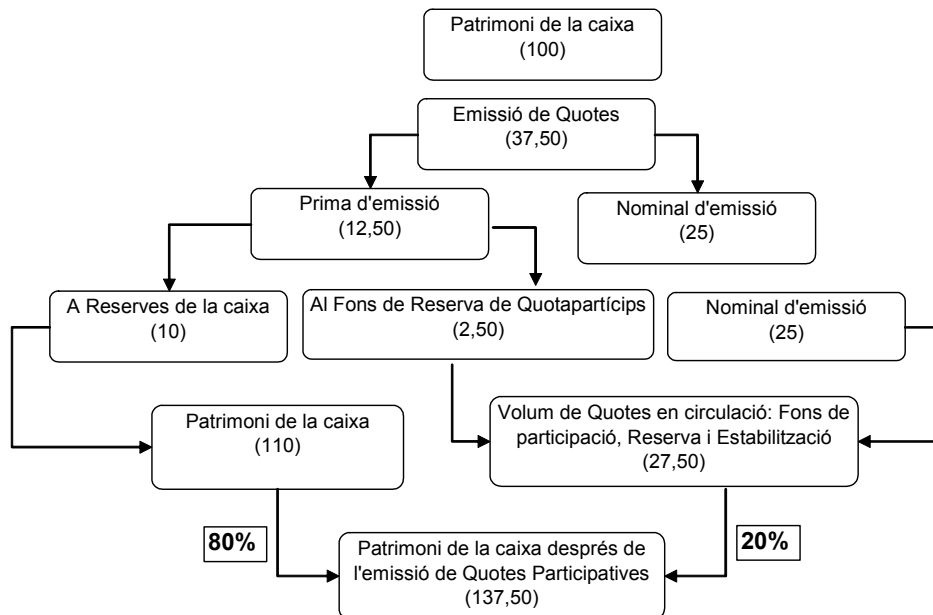 Patrimoni de la caixa
(100)
Emissió de Quotes
(37,50)
Prima d'emissió
(12,50)
Nominal d'emissió
(25)
A Reserves de la caixa
(10)
Al Fons de Reserva de Quotapartícips
(2,50)
Nominal d'emissió
(25)
Patrimoni de la caixa
(110)
Volum de Quotes en circulació: Fons de
participació, Reserva i Estabilització
(27,50)
80%
20%
Patrimoni de la caixa després de
l'emissió de Quotes Participatives
(137,50)